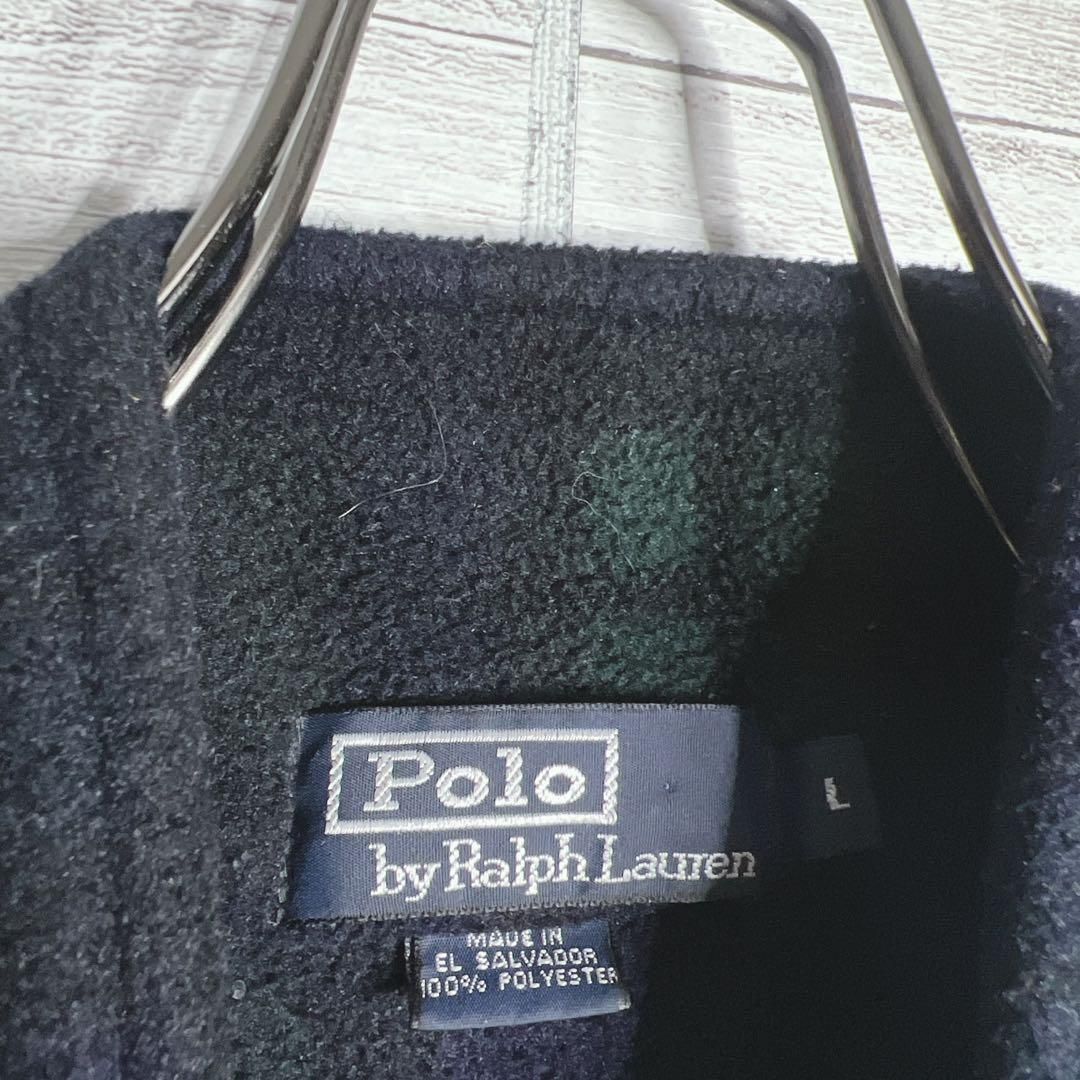 Polo
by Ralph Lauren
L
MADE IN
EL SALVADOR
100% POLYESTER